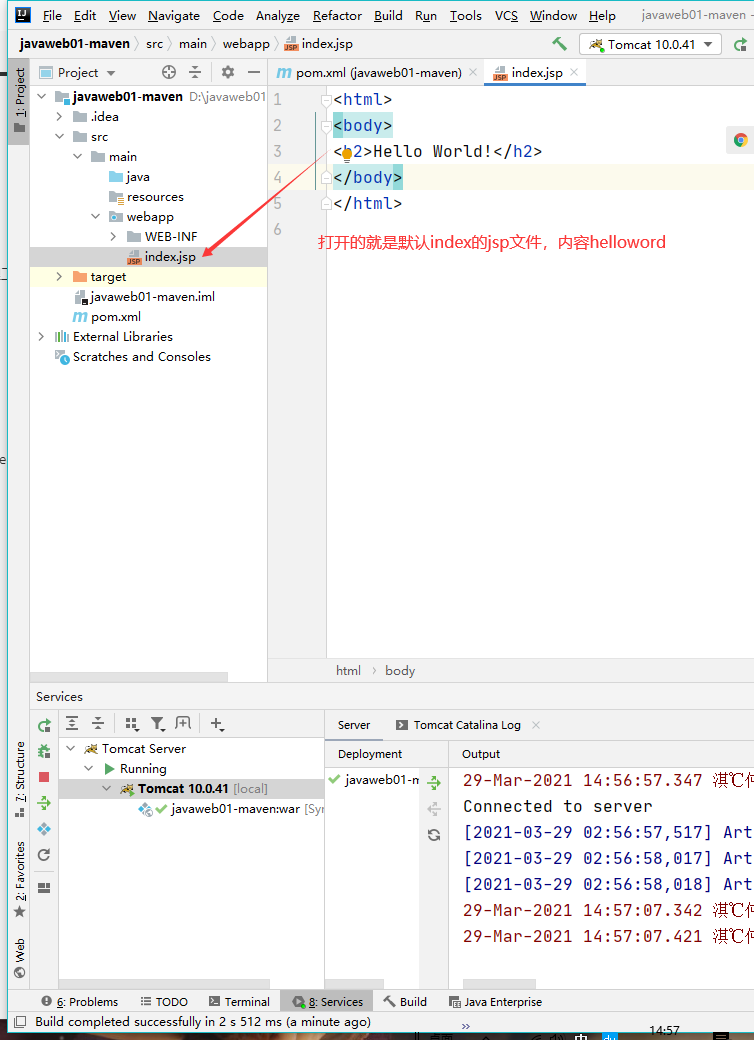 File Edit View Navigate Code Analyze Refactor Build Run Tools VCS Window Help javaweb01-maven -
javaweb01-maven src main webapp index.jsp Tomcat 10.0.41
1: Project
Project
pom.xml (javaweb01-maven) index.jsp
javaweb01-maven D:\javaweb01
.idea
src
main
java
resources
webapp
WEB-INF
index.jsp
target
javaweb01-maven.iml
pom.xml
External Libraries
Scratches and Consoles
1 <html>
2 <body>
3 <h2>Hello World!</h2>
4 </body>
5 </html>
6
打开的就是默认index的jsp文件，内容helloword
html body
Services
7: Structure
2: Favorites
Web
Tomcat Server
Running
Tomcat 10.0.41 [local]
javaweb01-maven:war [Syn
Server Tomcat Catalina Log
Deployment Output
javaweb01-m
29-Mar-2021 14:56:57.347 淇℃伅
Connected to server
[2021-03-29 02:56:57,517] Art
[2021-03-29 02:56:58,017] Art
[2021-03-29 02:56:58,018] Art
29-Mar-2021 14:57:07.342 淇℃伅
29-Mar-2021 14:57:07.421 淇℃伅
6: Problems TODO Terminal 8: Services Build Java Enterprise
Build completed successfully in 2 s 512 ms (a minute ago)
14:57